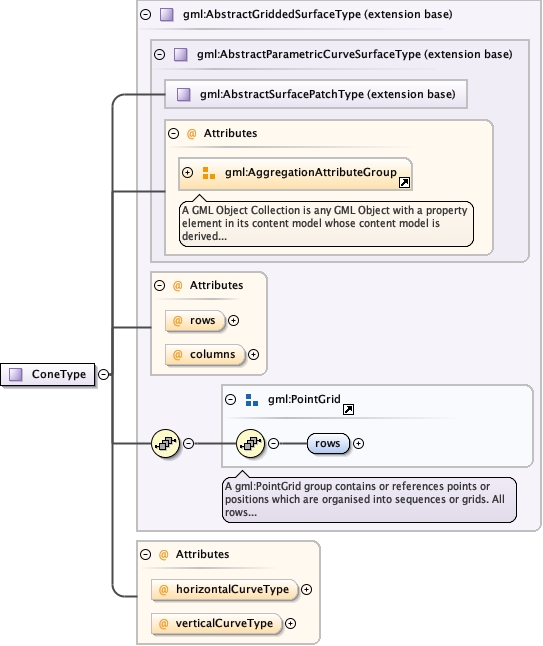 gml:AbstractGriddedSurfaceType (extension base)
gml:AbstractParametricCurveSurfaceType (extension base)
gml:AbstractSurfacePatchType (extension base)
@ Attributes
gml:AggregationAttributeGroup
A GML Object Collection is any GML Object with a property
element in its content model whose content model is
derived...
@ Attributes
@ rows
@ columns
ConeType
gml:PointGrid
rows
A gml:PointGrid group contains or references points or
positions which are organised into sequences or grids. All
rows...
@ Attributes
@ horizontalCurveType
@ verticalCurveType